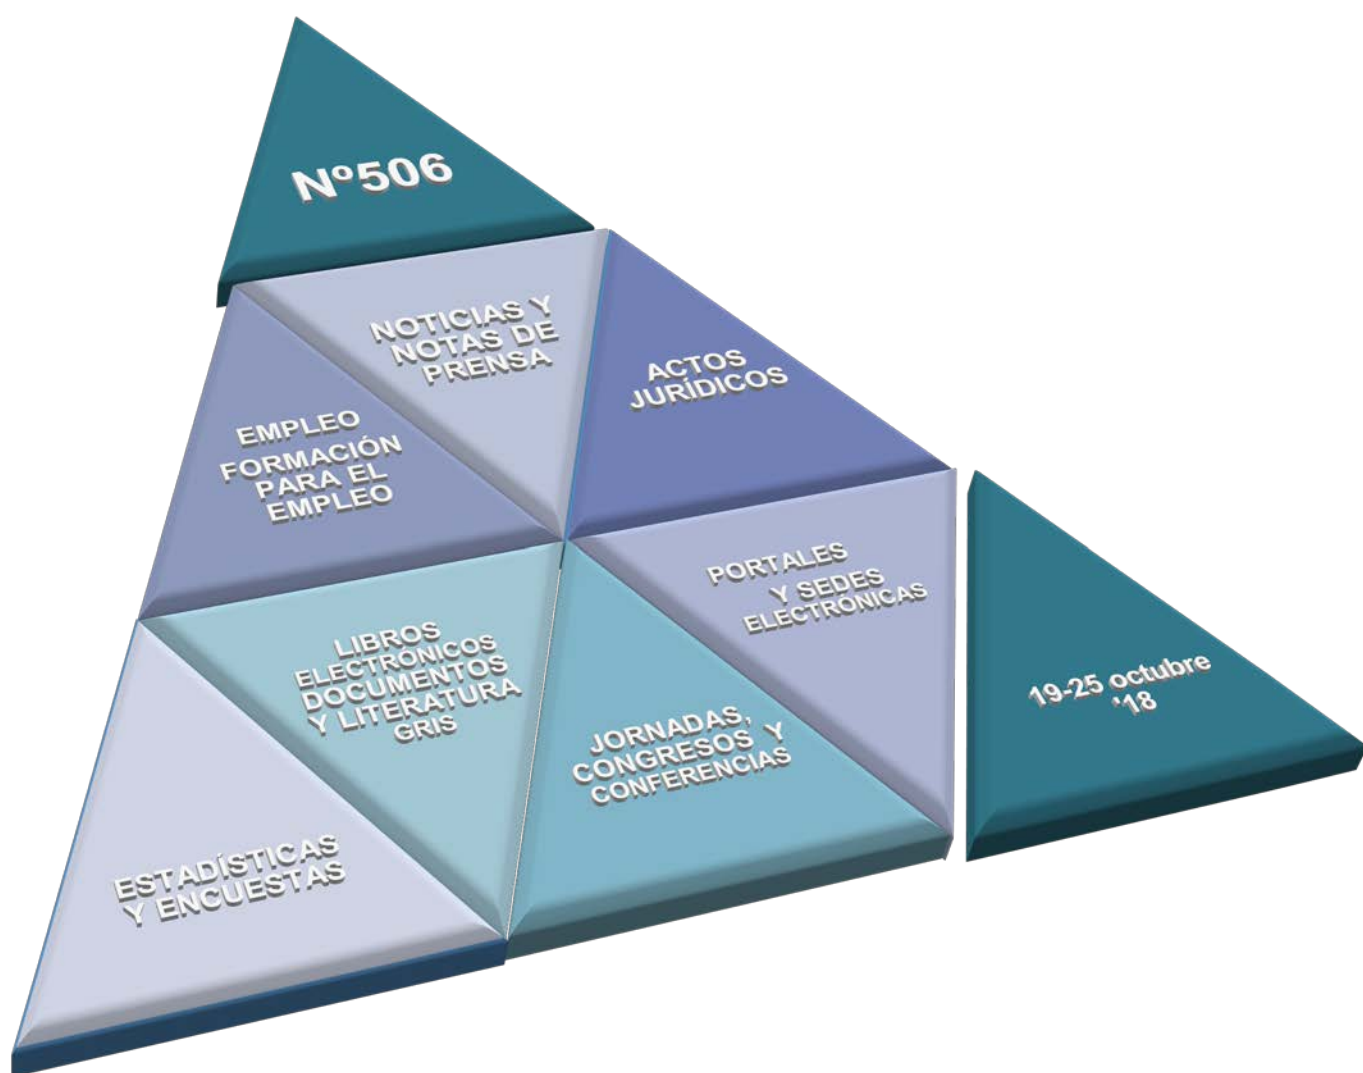 Nº506
NOTICIAS Y
NOTAS DE
PRENSA
ACTOS
JURÍDICOS
EMPLEO
FORMACIÓN
PARA EL
EMPLEO
PORTALES
Y SEDES
ELECTRÓNICAS
LIBROS
ELECTRÓNICOS
DOCUMENTOS
Y LITERATURA
GRIS
JORNADAS,
CONGRESOS Y
CONFERENCIAS
19-25 octubre
'18
ESTADÍSTICAS
Y ENCUESTAS